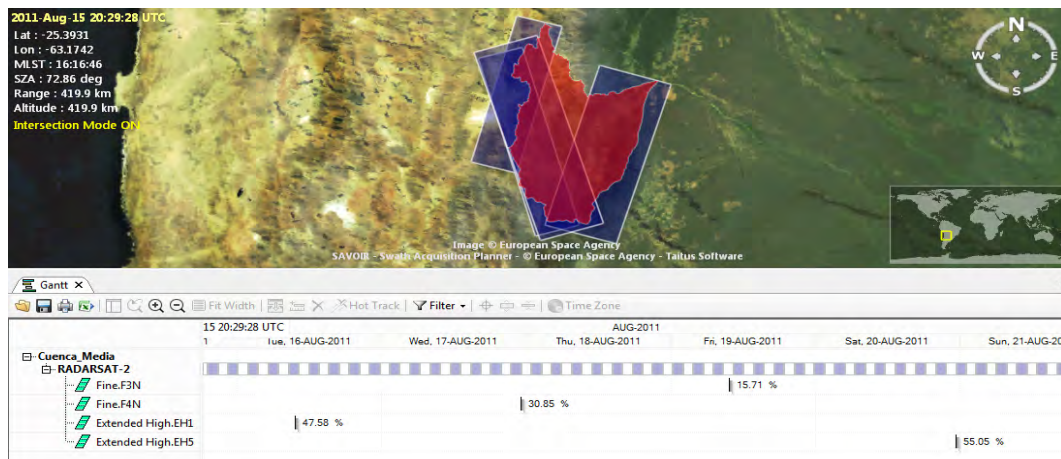 2011-Aug-15 20:29:28 UTC
Lat : -25.3931
Lon : -63.1742
MLST : 16:16:46
SZA : 72.86 deg
Range : 419.9 km
Altitude : 419.9 km
Intersection Mode ON
N
W E
S
Image © European Space Agency
SAVOIR - Swath Acquisition Planner - © European Space Agency - Taitus Software
Gantt
Fit Width Hot Track Filter Time Zone
15 20:29:28 UTC AUG-2011
Tue, 16-AUG-2011 Wed, 17-AUG-2011 Thu, 18-AUG-2011 Fri, 19-AUG-2011 Sat, 20-AUG-2011 Sun, 21-AUG-20
Cuenca_Media
RADARSAT-2
Fine.F3N 15.71 %
Fine.F4N 30.85 %
Extended High.EH1 47.58 %
Extended High.EH5 55.05 %